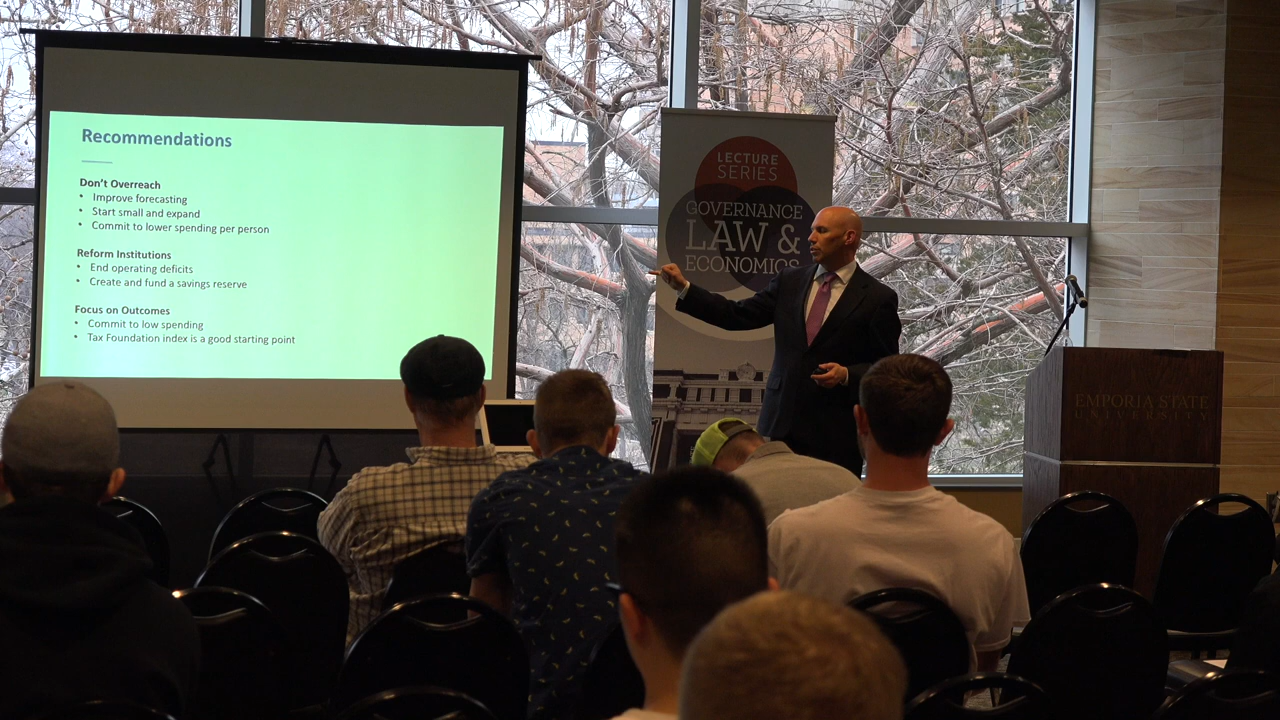 Recommendations
Don't Overreach
• Improve forecasting
• Start small and expand
• Commit to lower spending per person
Reform Institutions
• End operating deficits
• Create and fund a savings reserve
Focus on Outcomes
• Commit to low spending
• Tax Foundation index is a good starting point
LECTURE
SERIES
GOVERNANCE
LAW &
ECONOMICS
EMPORIA STATE
UNIVERSITY